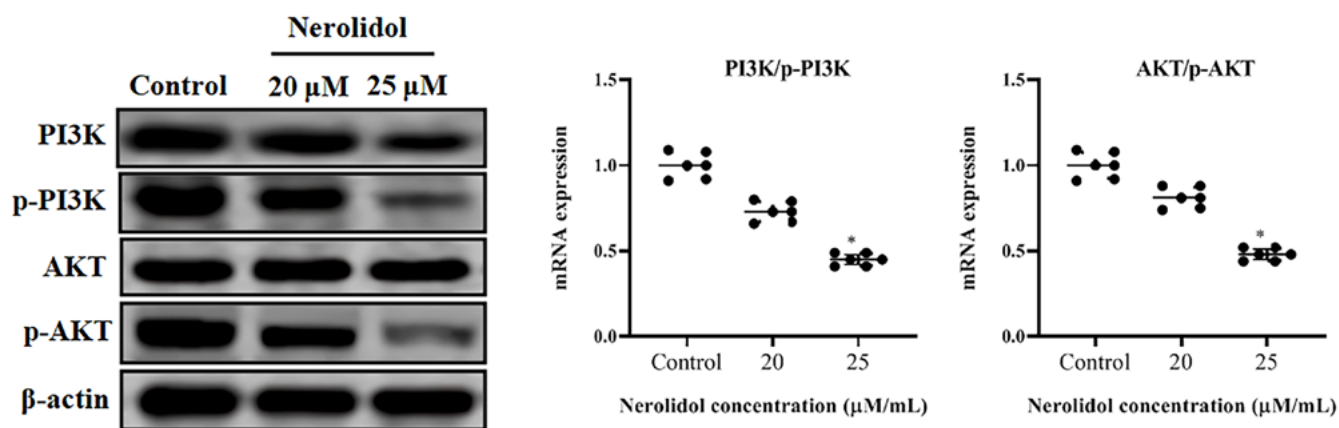 Nerolidol
Control 20 µM 25 µM
PI3K
p-PI3K
AKT
p-AKT
β-actin
PI3K/p-PI3K
mRNA expression
1.5
1.0
0.5
0.0
*
Control 20 25
Nerolidol concentration (µM/mL)
AKT/p-AKT
mRNA expression
1.5
1.0
0.5
0.0
*
Control 20 25
Nerolidol concentration (µM/mL)